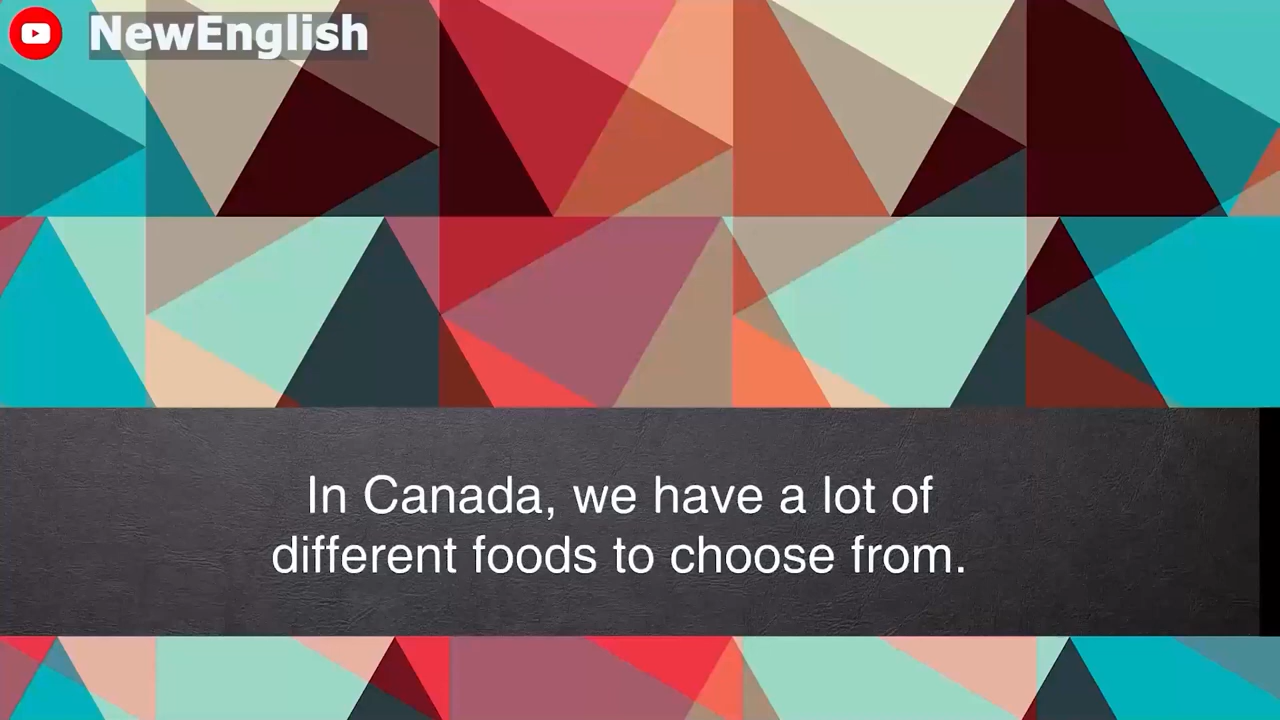 NewEnglish
In Canada, we have a lot of
different foods to choose from.